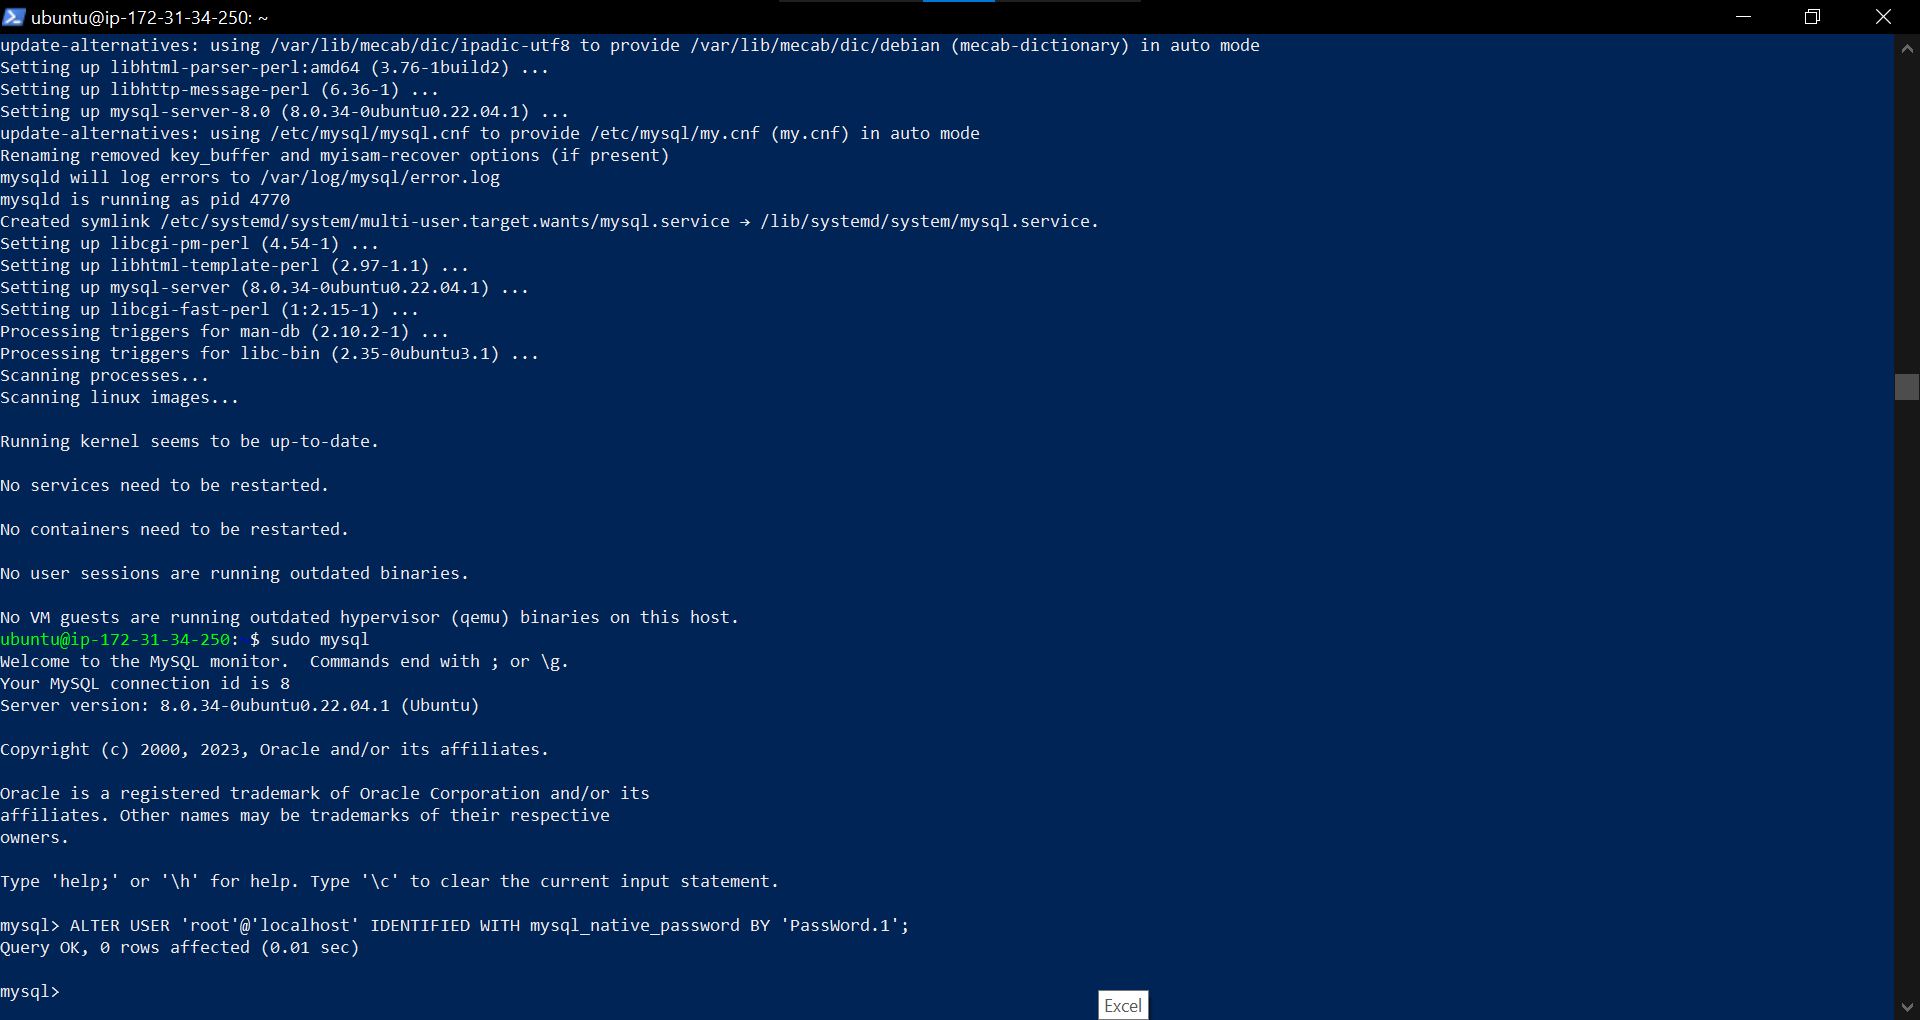 ubuntu@ip-172-31-34-250: ~
update-alternatives: using /var/lib/mecab/dic/ipadic-utf8 to provide /var/lib/mecab/dic/debian (mecab-dictionary) in auto mode
Setting up libhtml-parser-perl:amd64 (3.76-1build2) ...
Setting up libhttp-message-perl (6.36-1) ...
Setting up mysql-server-8.0 (8.0.34-0ubuntu0.22.04.1) ...
update-alternatives: using /etc/mysql/mysql.cnf to provide /etc/mysql/my.cnf (my.cnf) in auto mode
Renaming removed key_buffer and myisam-recover options (if present)
mysqld will log errors to /var/log/mysql/error.log
mysqld is running as pid 4770
Created symlink /etc/systemd/system/multi-user.target.wants/mysql.service → /lib/systemd/system/mysql.service.
Setting up libcgi-pm-perl (4.54-1) ...
Setting up libhtml-template-perl (2.97-1.1) ...
Setting up mysql-server (8.0.34-0ubuntu0.22.04.1) ...
Setting up libcgi-fast-perl (1:2.15-1) ...
Processing triggers for man-db (2.10.2-1) ...
Processing triggers for libc-bin (2.35-0ubuntu3.1) ...
Scanning processes...
Scanning linux images...
Running kernel seems to be up-to-date.
No services need to be restarted.
No containers need to be restarted.
No user sessions are running outdated binaries.
No VM guests are running outdated hypervisor (qemu) binaries on this host.
ubuntu@ip-172-31-34-250: $ sudo mysql
Welcome to the MySQL monitor.  Commands end with ; or \g.
Your MySQL connection id is 8
Server version: 8.0.34-0ubuntu0.22.04.1 (Ubuntu)
Copyright (c) 2000, 2023, Oracle and/or its affiliates.
Oracle is a registered trademark of Oracle Corporation and/or its
affiliates. Other names may be trademarks of their respective
owners.
Type 'help;' or '\h' for help. Type '\c' to clear the current input statement.
mysql> ALTER USER 'root'@'localhost' IDENTIFIED WITH mysql_native_password BY 'PassWord.1';
Query OK, 0 rows affected (0.01 sec)
mysql>
Excel